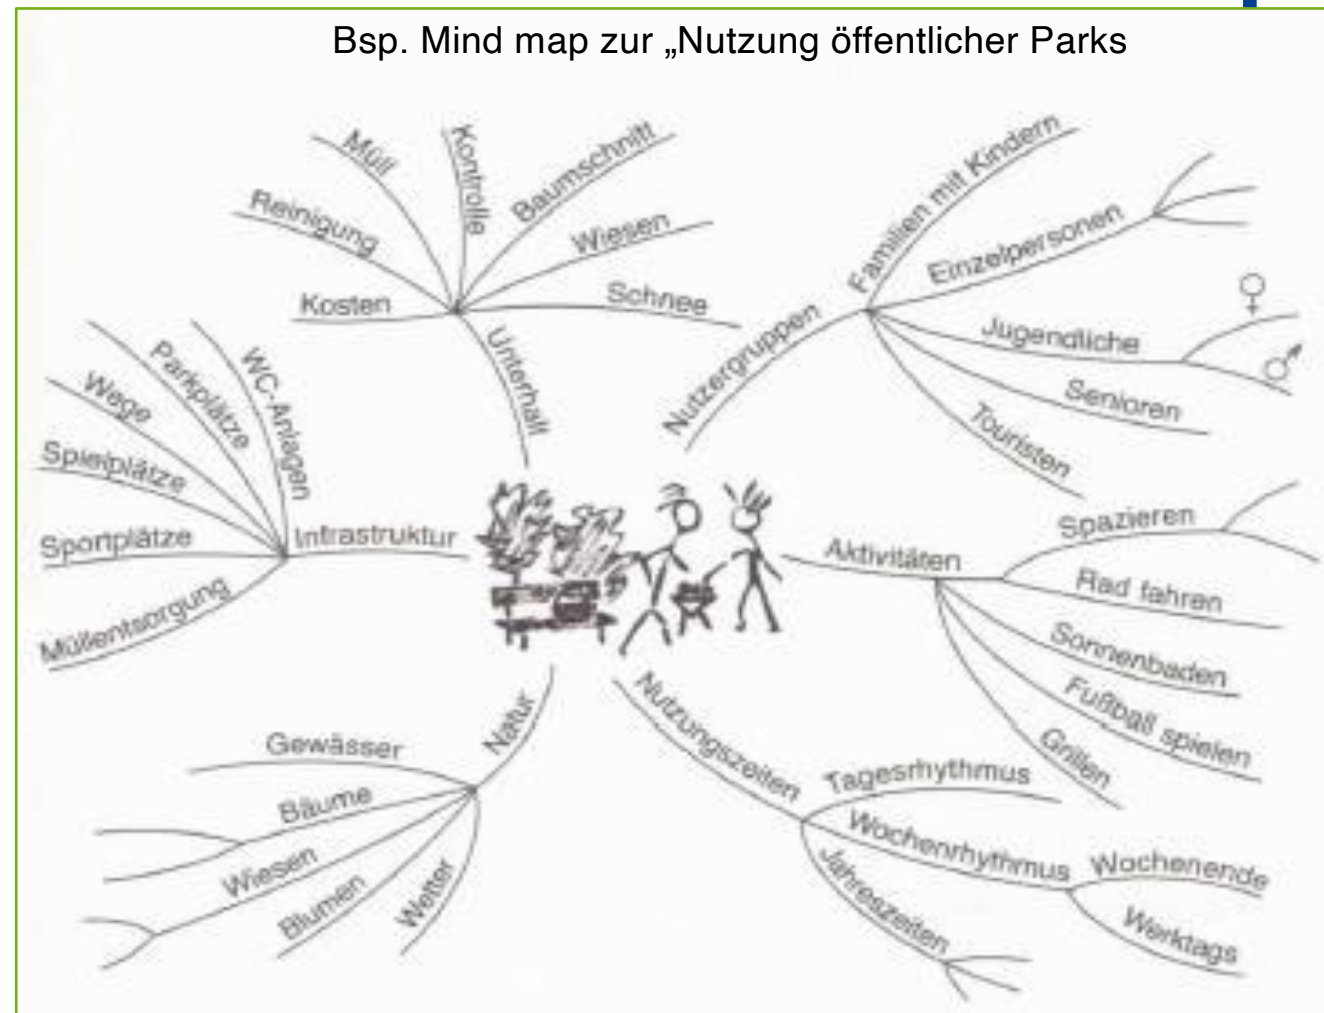 Bsp. Mind map zur „Nutzung öffentlicher Parks
Müll
Kontrolle
Baumschnitt
Reinigung
Wiesen
Kosten
Schnee
Unterhalt
Familien mit Kindern
Einzelpersonen
Nutzergruppen
Jugendliche
♀
♂
Senioren
Touristen
WC-Anlagen
Parkplätze
Wege
Spielplätze
Sportplätze
Infrastruktur
Müllentsorgung
Aktivitäten
Spazieren
Rad fahren
Sonnenbaden
Fußball spielen
Grillen
Natur
Gewässer
Bäume
Wiesen
Blumen
Wetter
Nutzungszeiten
Tagesrhythmus
Wochenrhythmus
Wochenende
Werktags
Jahreszeiten